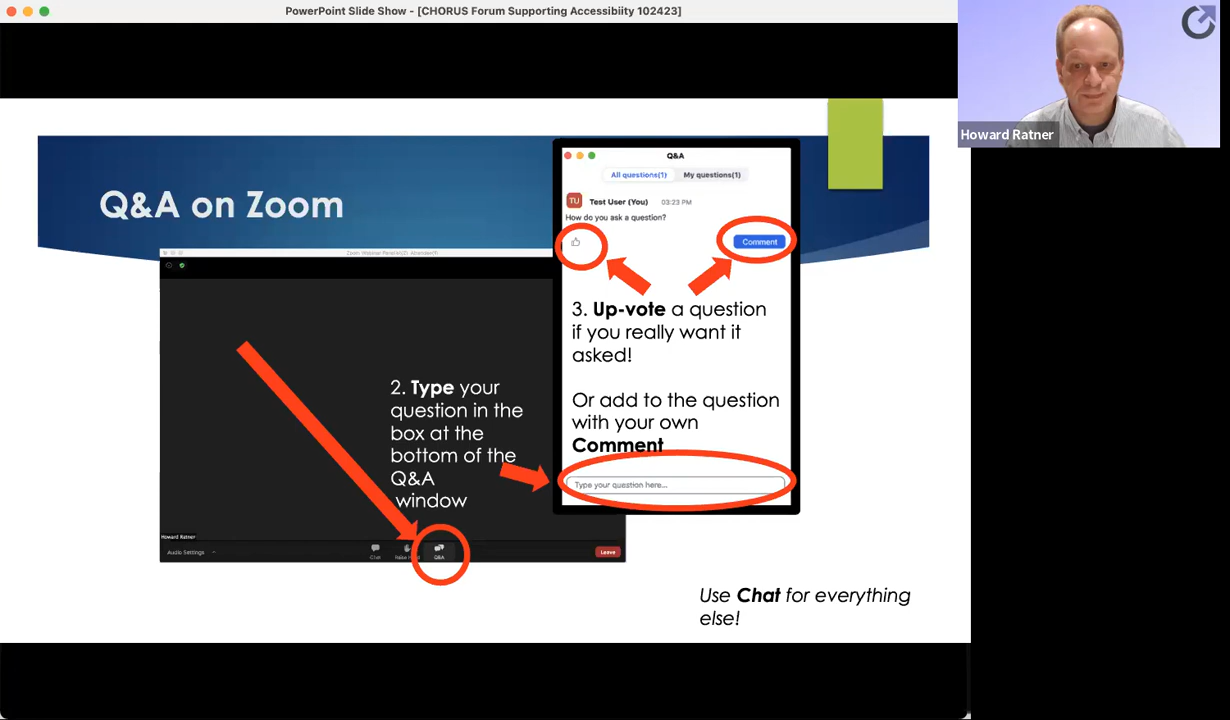 PowerPoint Slide Show - [CHORUS Forum Supporting Accessibiity 102423]
Howard Ratner
Q&A on Zoom
Q&A
All questions(1) My questions(1)
TU Test User (You) 03:23 PM
How do you ask a question?
Comment
3. Up-vote a question
if you really want it
asked!
Or add to the question
with your own
Comment
Type your question here...
2. Type your
question in the
box at the
bottom of the
Q&A
window
Howard Ratner
Audio Settings
Chat
Raise
Q&A
Leave
Use Chat for everything
else!